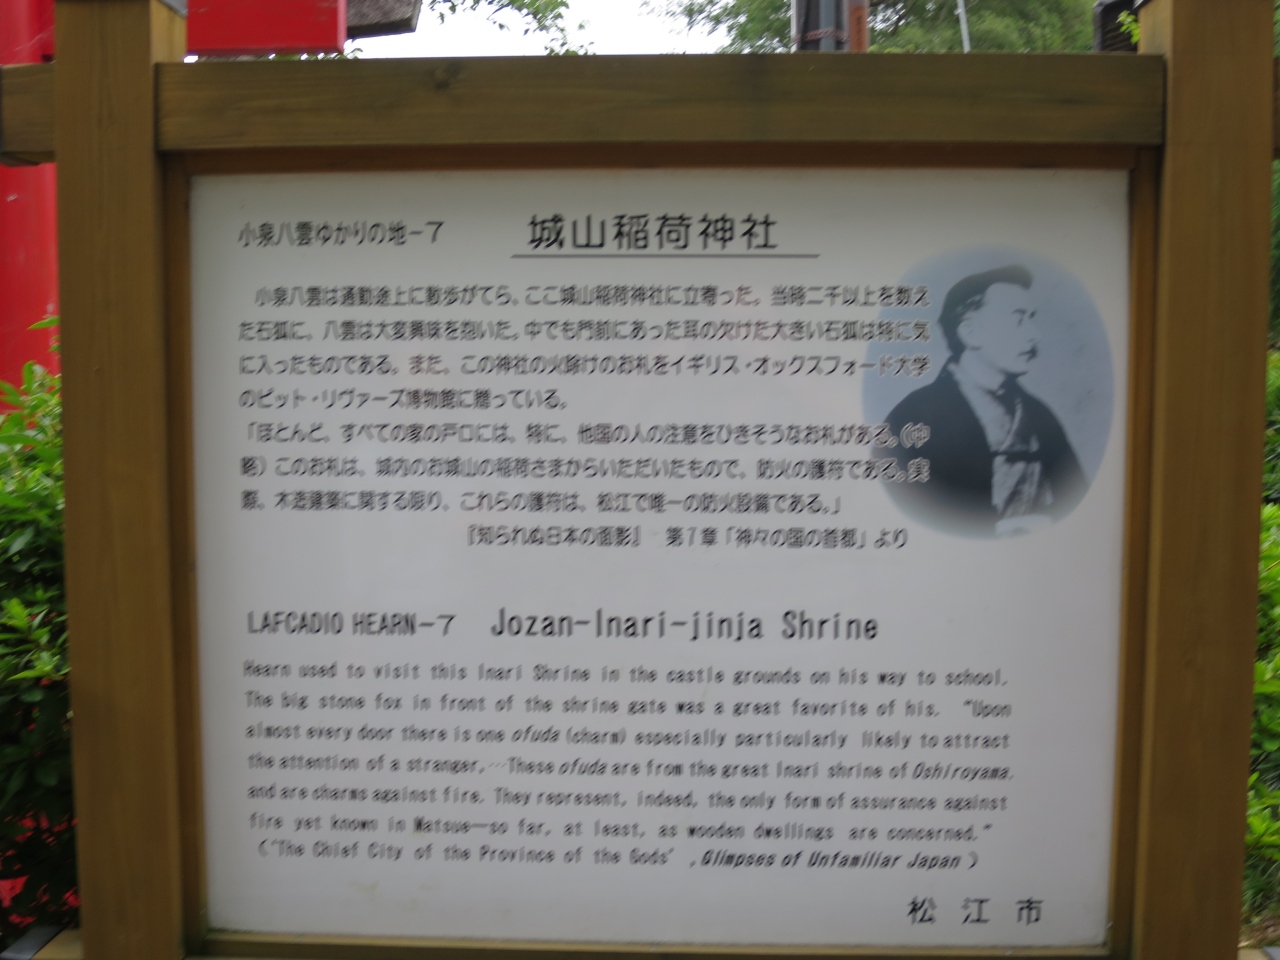 小泉八雲ゆかりの地－7 城山稲荷神社
小泉八雲は通勤途上に散歩がてら、ここ城山稲荷神社に立寄った。当時二千以上を数え
た石狐に、八雲は大変興味を抱いた。中でも門前にあった耳の欠けた大きい石狐は特に気
に入ったものである。また、この神社の火除けのお札をイギリス・オックスフォード大学
のピット・リヴァーズ博物館に贈っている。
「ほとんど、すべての家の戸口には、特に、他国の人の注意をひきそうなお札がある。（中
略）このお札は、城内のお城山の稲荷さまからいただいたもので、防火の護符である。実
際、木造建築に関する限り、これらの護符は、松江で唯一の防火設備である。」
『知られぬ日本の面影』 第7章「神々の国の首都」より
LAFCADIO HEARN－7 Jozan-Inari-jinja Shrine
Hearn used to visit this Inari Shrine in the castle grounds on his way to school.
The big stone fox in front of the shrine gate was a great favorite of his. "Upon
almost every door there is one ofuda (charm) especially particularly likely to attract
the attention of a stranger.…These ofuda are from the great Inari shrine of Oshiroyama,
and are charms against fire. They represent, indeed, the only form of assurance against
fire yet known in Matsue—so far, at least, as wooden dwellings are concerned."
("The Chief City of the Province of the Gods", Glimpses of Unfamiliar Japan)
松江市